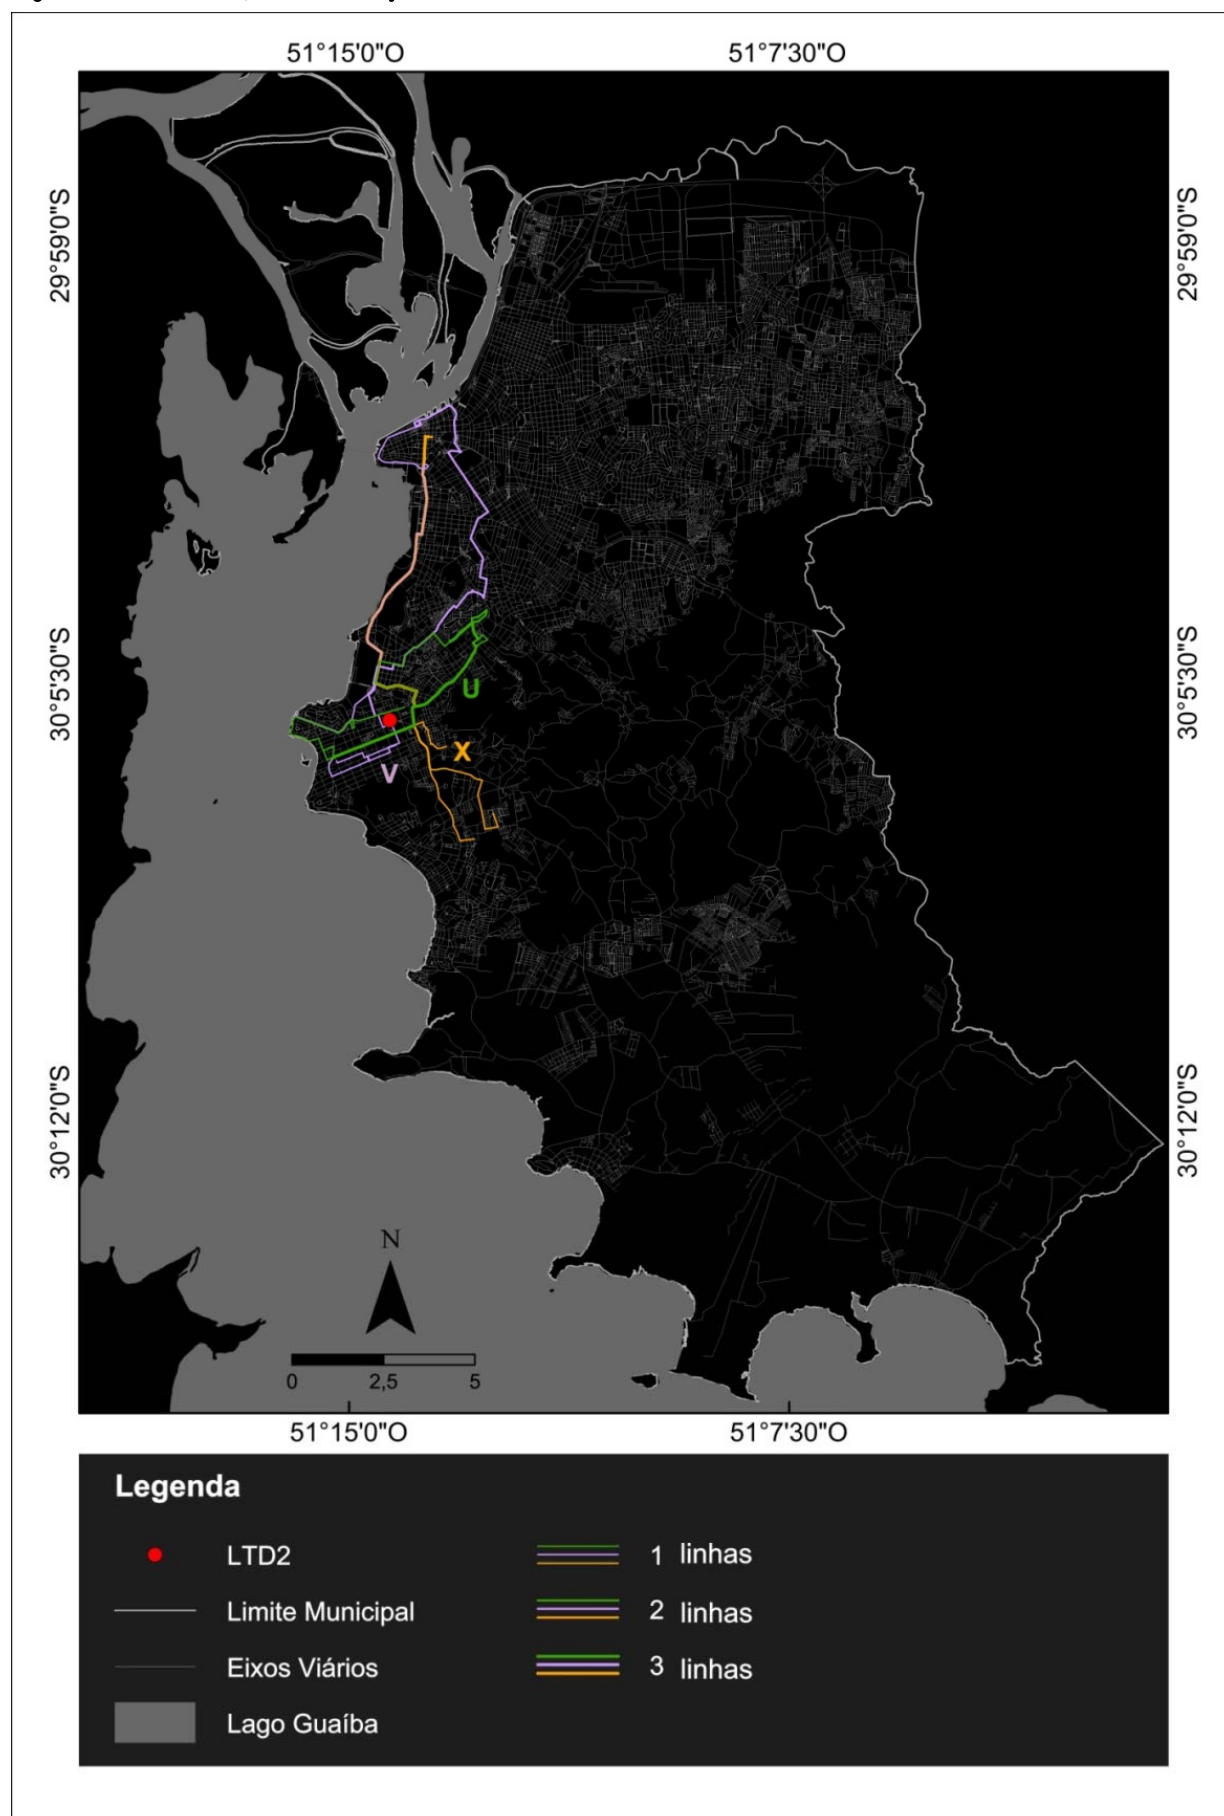 51°15'0"O 51°7'30"O
29°59'0"S 29°59'0"S
30°5'30"S 30°5'30"S
U
X
V
30°12'0"S 30°12'0"S
N
0 2,5 5
51°15'0"O 51°7'30"O
Legenda
LTD2 1 linhas
Limite Municipal 2 linhas
Eixos Viários 3 linhas
Lago Guaíba